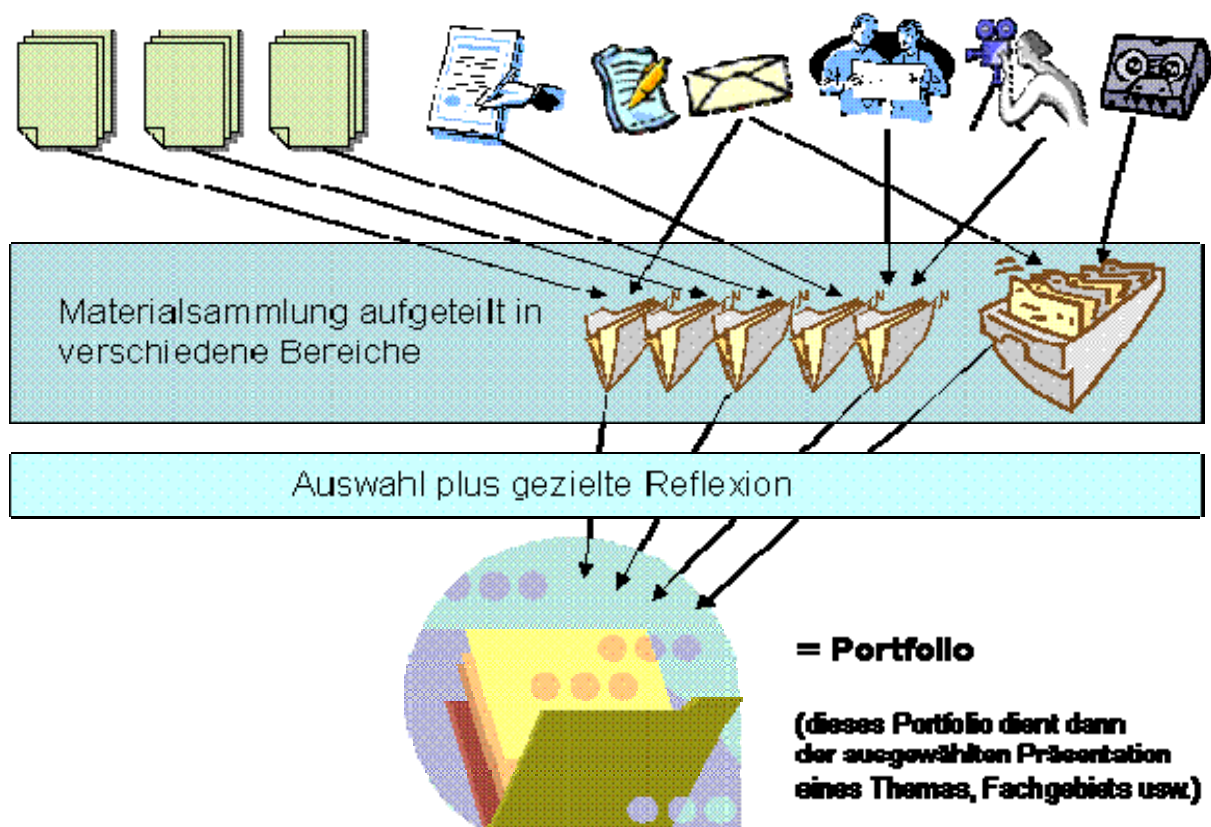 Materialsammlung aufgeteilt in
verschiedene Bereiche
Auswahl plus gezielte Reflexion
= Portfolio
(dieses Portfolio dient dann
der ausgewählten Präsentation
eines Themas, Fachgebiets usw.)